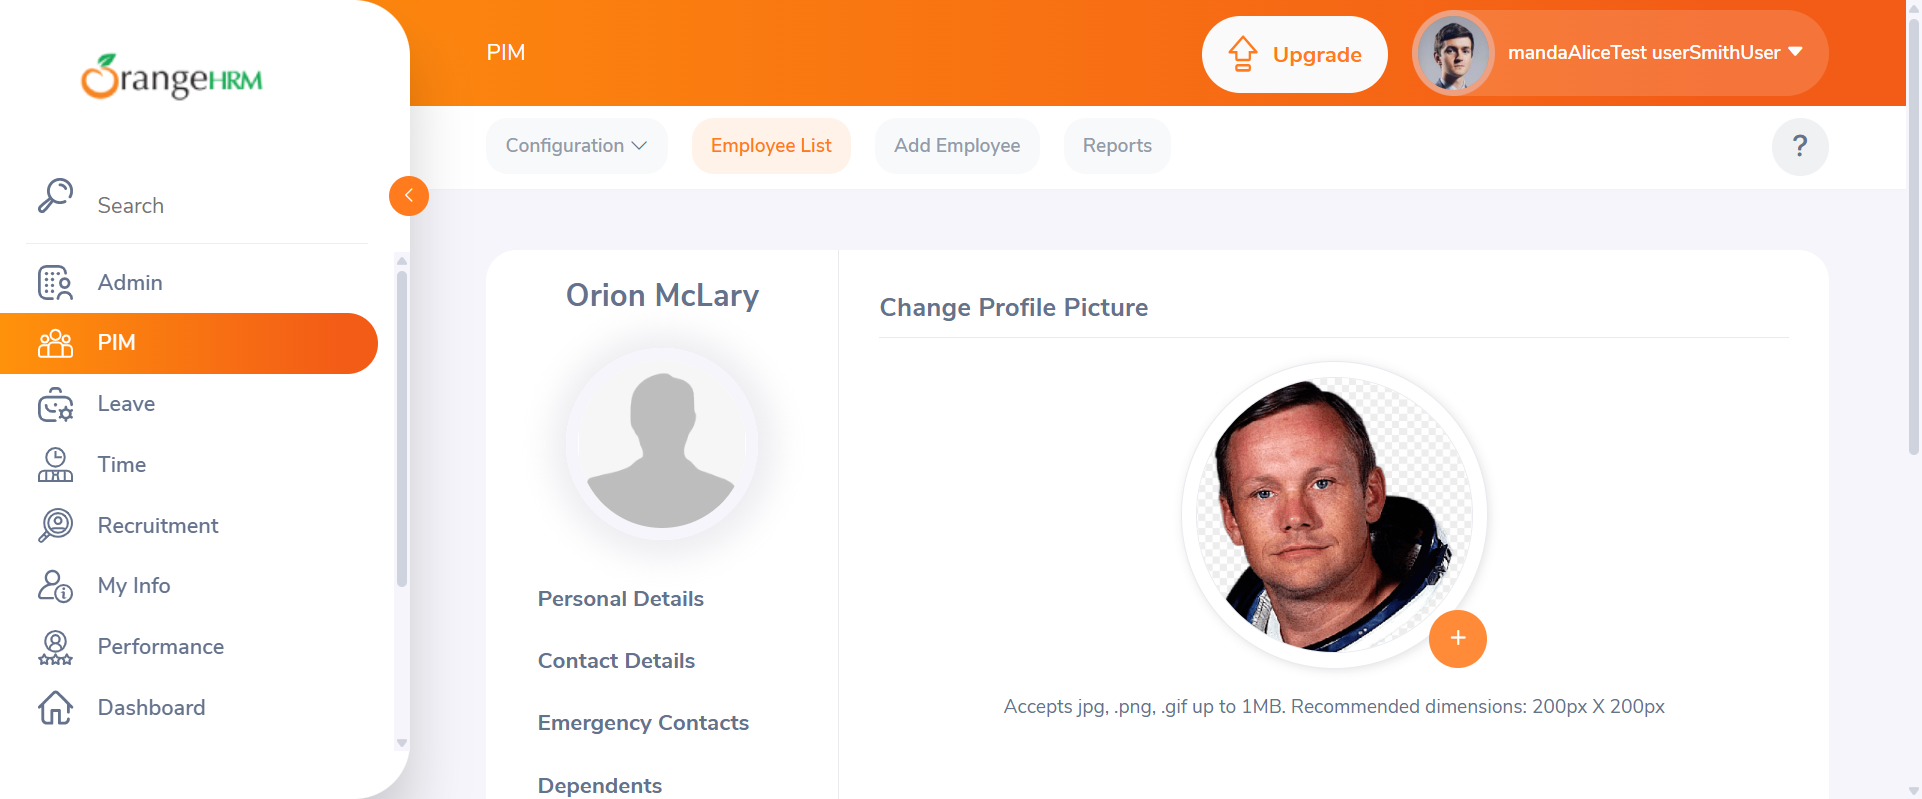 OrangeHRM
PIM
Upgrade
mandaAliceTest userSmithUser
Configuration
Employee List
Add Employee
Reports
?
Search
Admin
PIM
Leave
Time
Recruitment
My Info
Performance
Dashboard
Orion McLary
Personal Details
Contact Details
Emergency Contacts
Dependents
Change Profile Picture
+
Accepts jpg, .png, .gif up to 1MB. Recommended dimensions: 200px X 200px